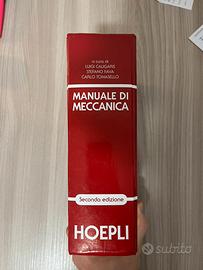 a cura di
LUIGI CALIGARIS
STEFANO FAVA
CARLO TOMASELLO
MANUALE DI
MECCANICA
Seconda edizione
HOEPLI
subito